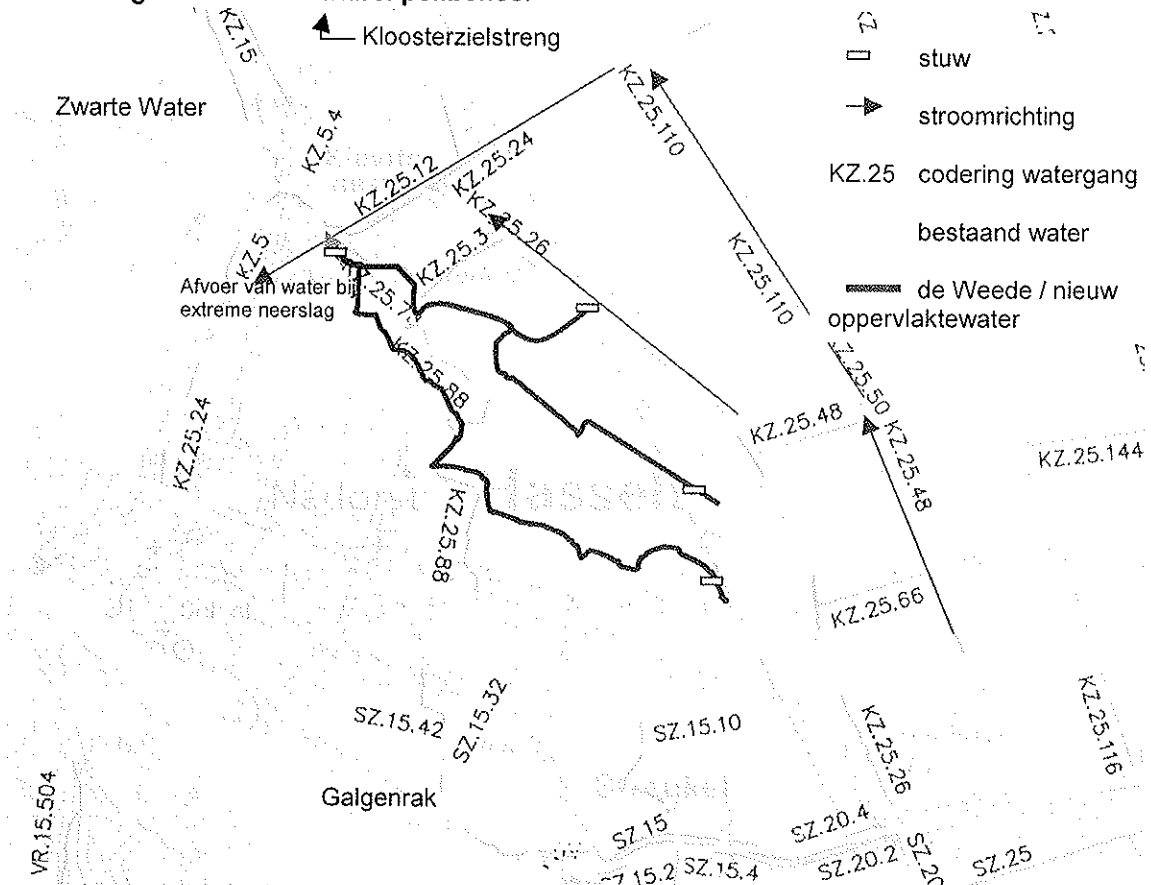 Kloosterzielstreng
KZ.15
Zwarte Water
KZ.5.4
KZ.25.110
stuw
stroomrichting
KZ.25 codering watergang
bestaand water
de Weede / nieuw
oppervlaktewater
KZ.25.12
KZ.25.24
KZ.25.26
KZ.25.3
KZ.5
Afvoer van water bij
extreme neerslag
KZ.25.7
KZ.25.110
KZ.25.88
KZ.25.50
KZ.25.48
KZ.25.48
KZ.25.144
KZ.25.24
Hasselt
KZ.25.88
KZ.25.66
SZ.15.42
SZ.15.32
SZ.15.10
KZ.25.26
KZ.25.116
Galgenrak
VR.15.504
SZ.15
SZ.20.4
SZ.15.4
SZ.20.2
SZ.25